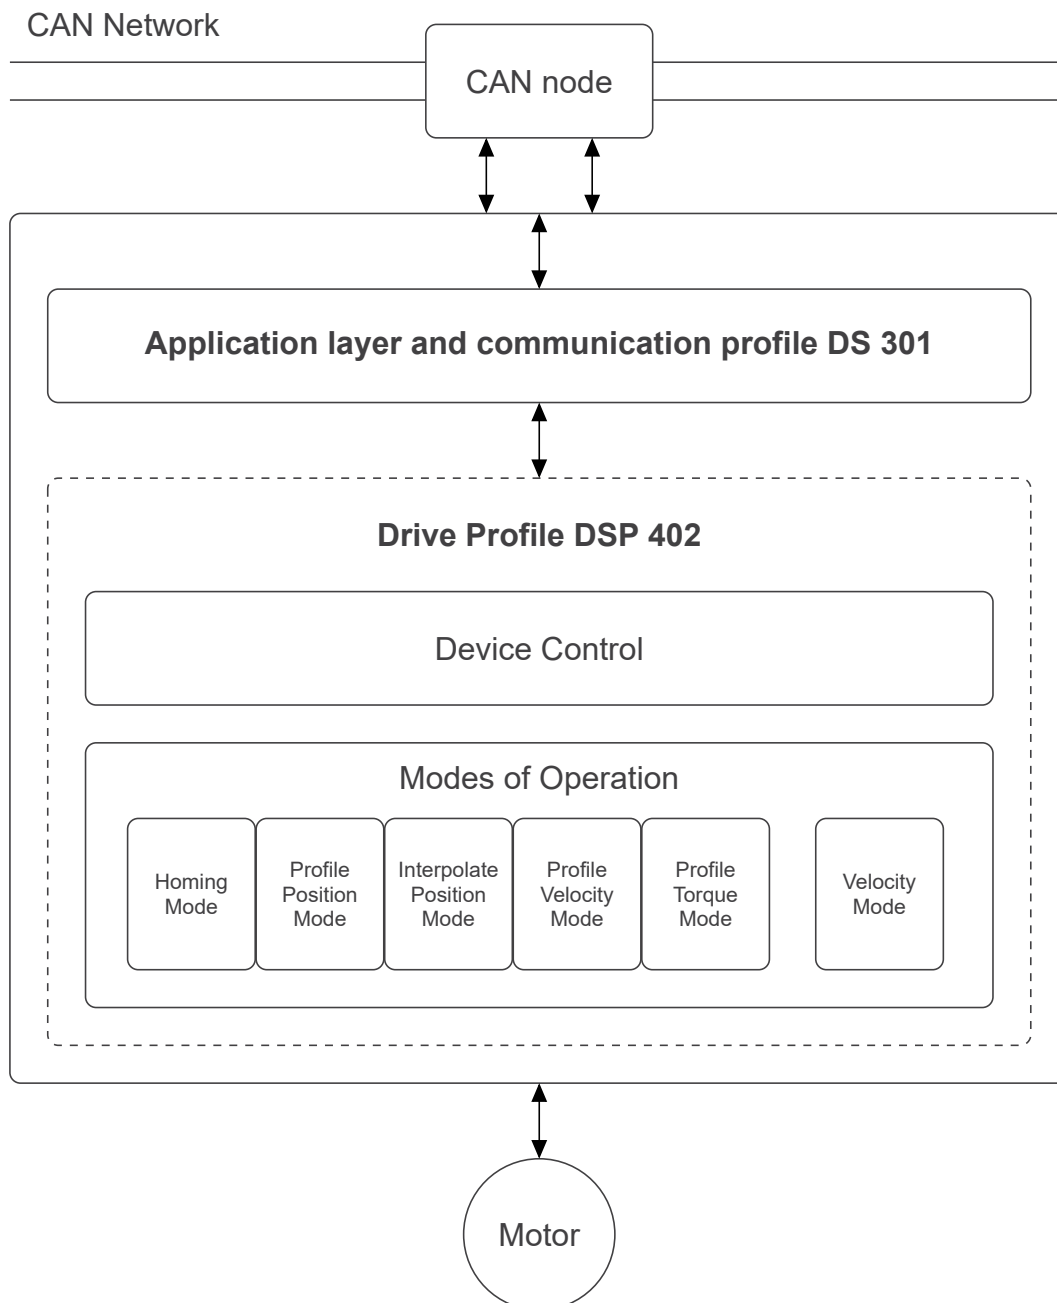 CAN Network
CAN node
Application layer and communication profile DS 301
Drive Profile DSP 402
Device Control
Modes of Operation
Homing
Mode
Profile
Position
Mode
Interpolate
Position
Mode
Profile
Velocity
Mode
Profile
Torque
Mode
Velocity
Mode
Motor